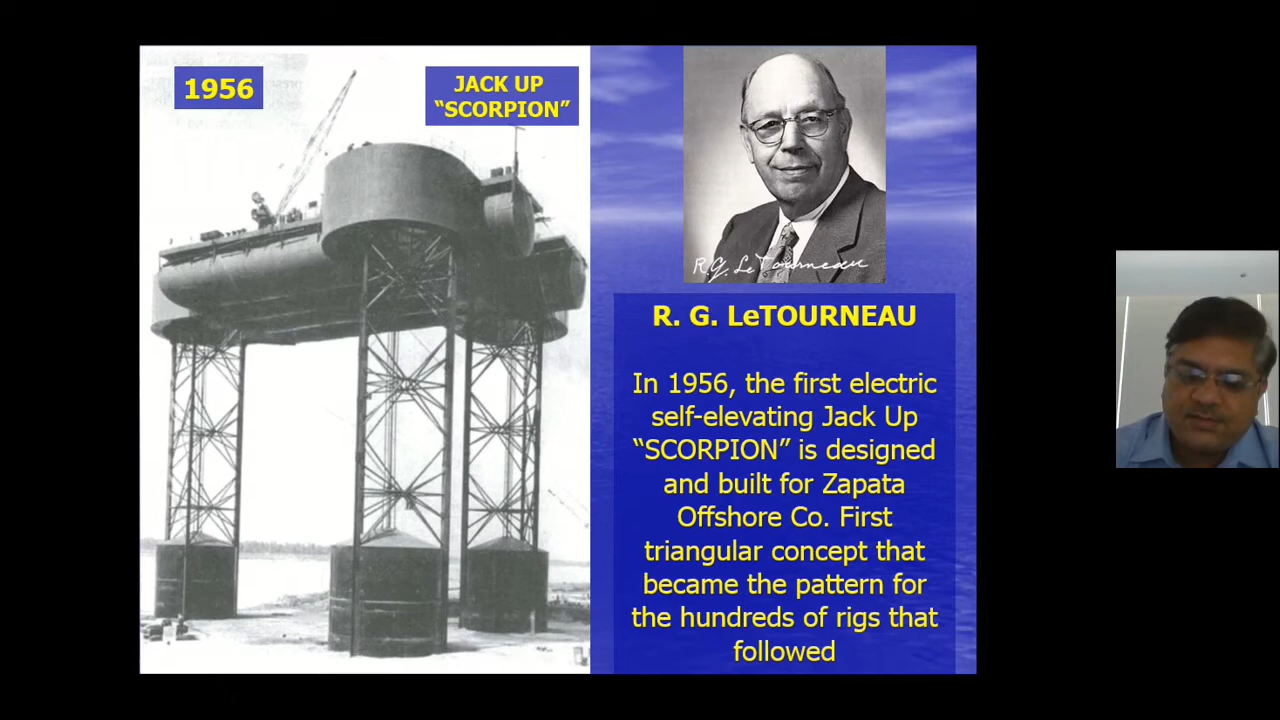 1956
JACK UP
“SCORPION”
R.G. LeTourneau
R. G. LeTOURNEAU
In 1956, the first electric
self-elevating Jack Up
“SCORPION” is designed
and built for Zapata
Offshore Co. First
triangular concept that
became the pattern for
the hundreds of rigs that
followed